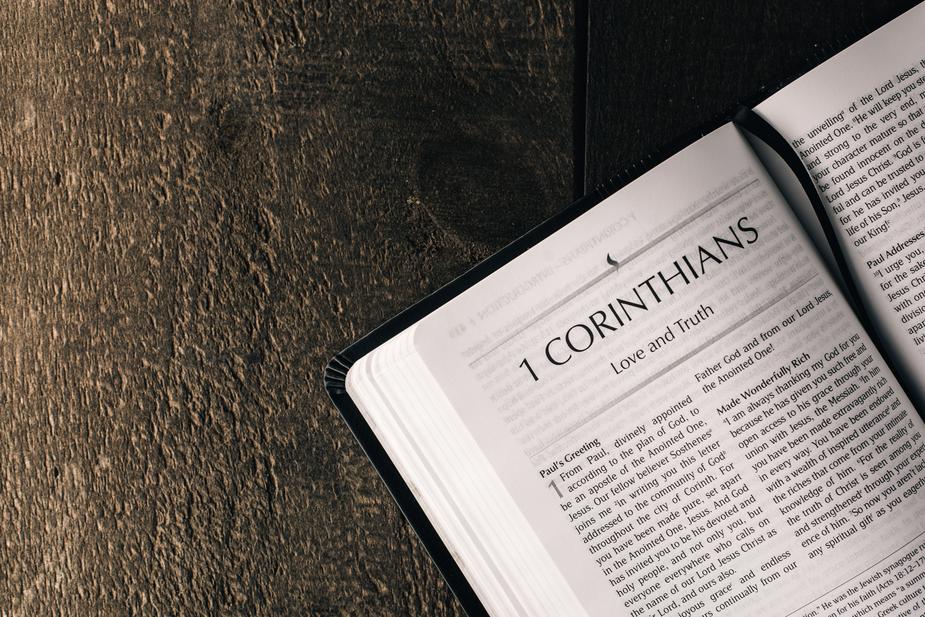 1 CORINTHIANS
Love and Truth
Paul's Greeting
1 From Paul, divinely appointed
according to the plan of God, to
be an apostle of the Anointed One,
Jesus. Our fellow believer Sosthenes
joins me in writing you this letter
addressed to the community of God
throughout the city of Corinth. For
you have been made pure, set apart
in the Anointed One, Jesus. And God
has invited you to be his devoted and
holy people, and not only you, but
everyone everywhere who calls on
the name of our Lord Jesus Christ as
Lord, and ours also.
joyous grace and endless
continually from our
Father God and from our Lord Jesus,
the Anointed One!
Made Wonderfully Rich
I am always thanking my God for you
because he has given you such free and
open access to his grace through your
union with Jesus, the Messiah. In him
you have been made extravagantly rich
in every way. You have been endowed
with a wealth of inspired utterance and
the riches that come from your intimate
knowledge of him. For the reality of
the truth of Christ is seen among you
and strengthened through your
ence of him. So now you aren't
any spiritual gift as you eagerly
He was the Jewish synagogue
for his faith (Acts 18:12–17
which means "a
Greek culture
the unveiling of the Lord Jesus, the
Anointed One. He will keep you
and strong to the very end,
your character mature so that
be found innocent on the
Lord Jesus Christ. God is
ful and can be trusted to
for he has invited you
life of his Son, Jesus
our King!
Paul Addresses
I urge you,
for the sake
Jesus Christ
with one
division
apart